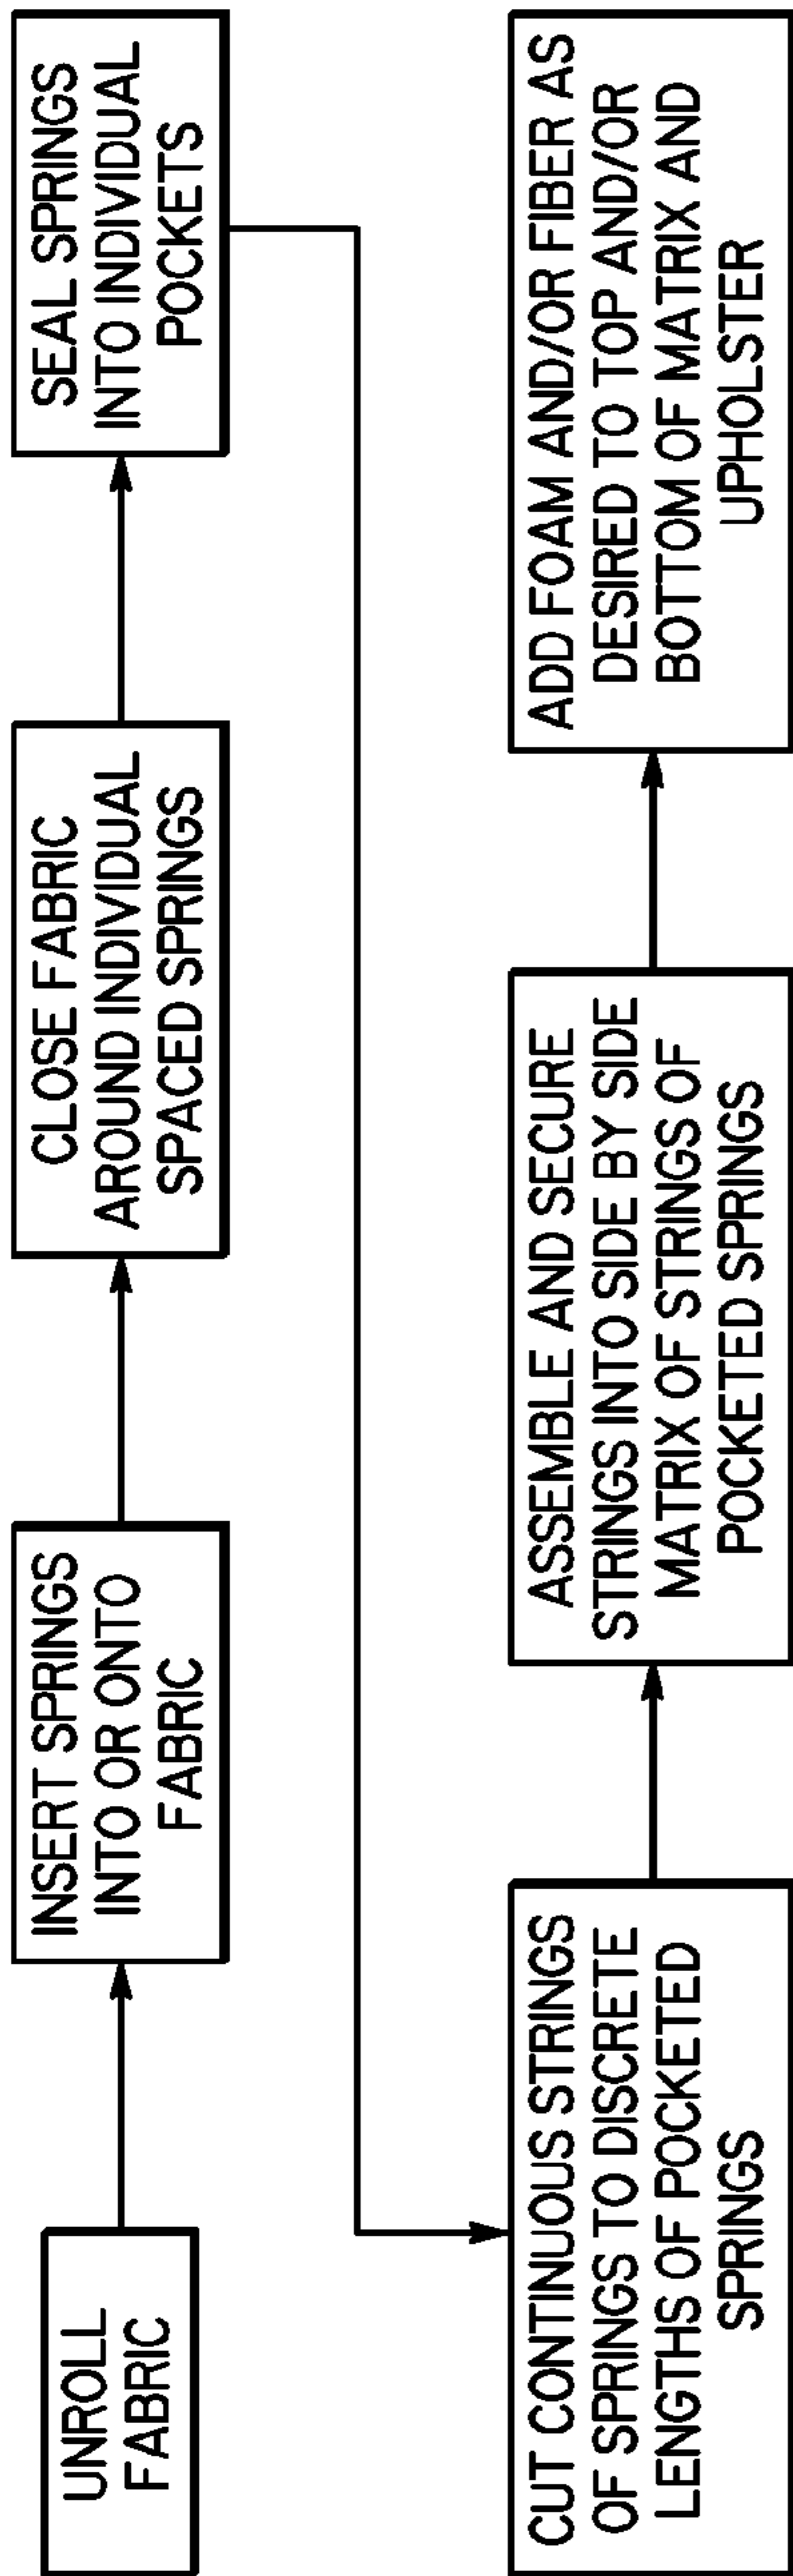 UNROLL
FABRIC
INSERT SPRINGS
INTO OR ONTO
FABRIC
CLOSE FABRIC
AROUND INDIVIDUAL
SPACED SPRINGS
SEAL SPRINGS
INTO INDIVIDUAL
POCKETS
CUT CONTINUOUS STRINGS
OF SPRINGS TO DISCRETE
LENGTHS OF POCKETED
SPRINGS
ASSEMBLE AND SECURE
STRINGS INTO SIDE BY SIDE
MATRIX OF STRINGS OF
POCKETED SPRINGS
ADD FOAM AND/OR FIBER AS
DESIRED TO TOP AND/OR
BOTTOM OF MATRIX AND
UPHOLSTER